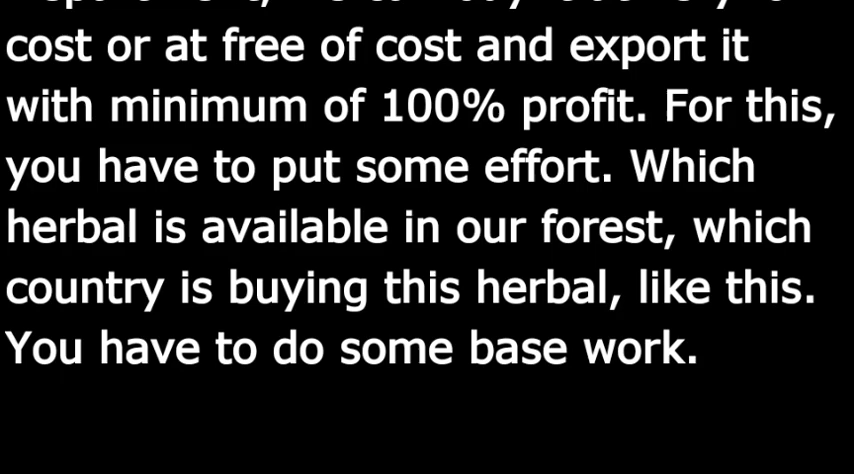 cost or at free of cost and export it
with minimum of 100% profit. For this,
you have to put some effort. Which
herbal is available in our forest, which
country is buying this herbal, like this.
You have to do some base work.